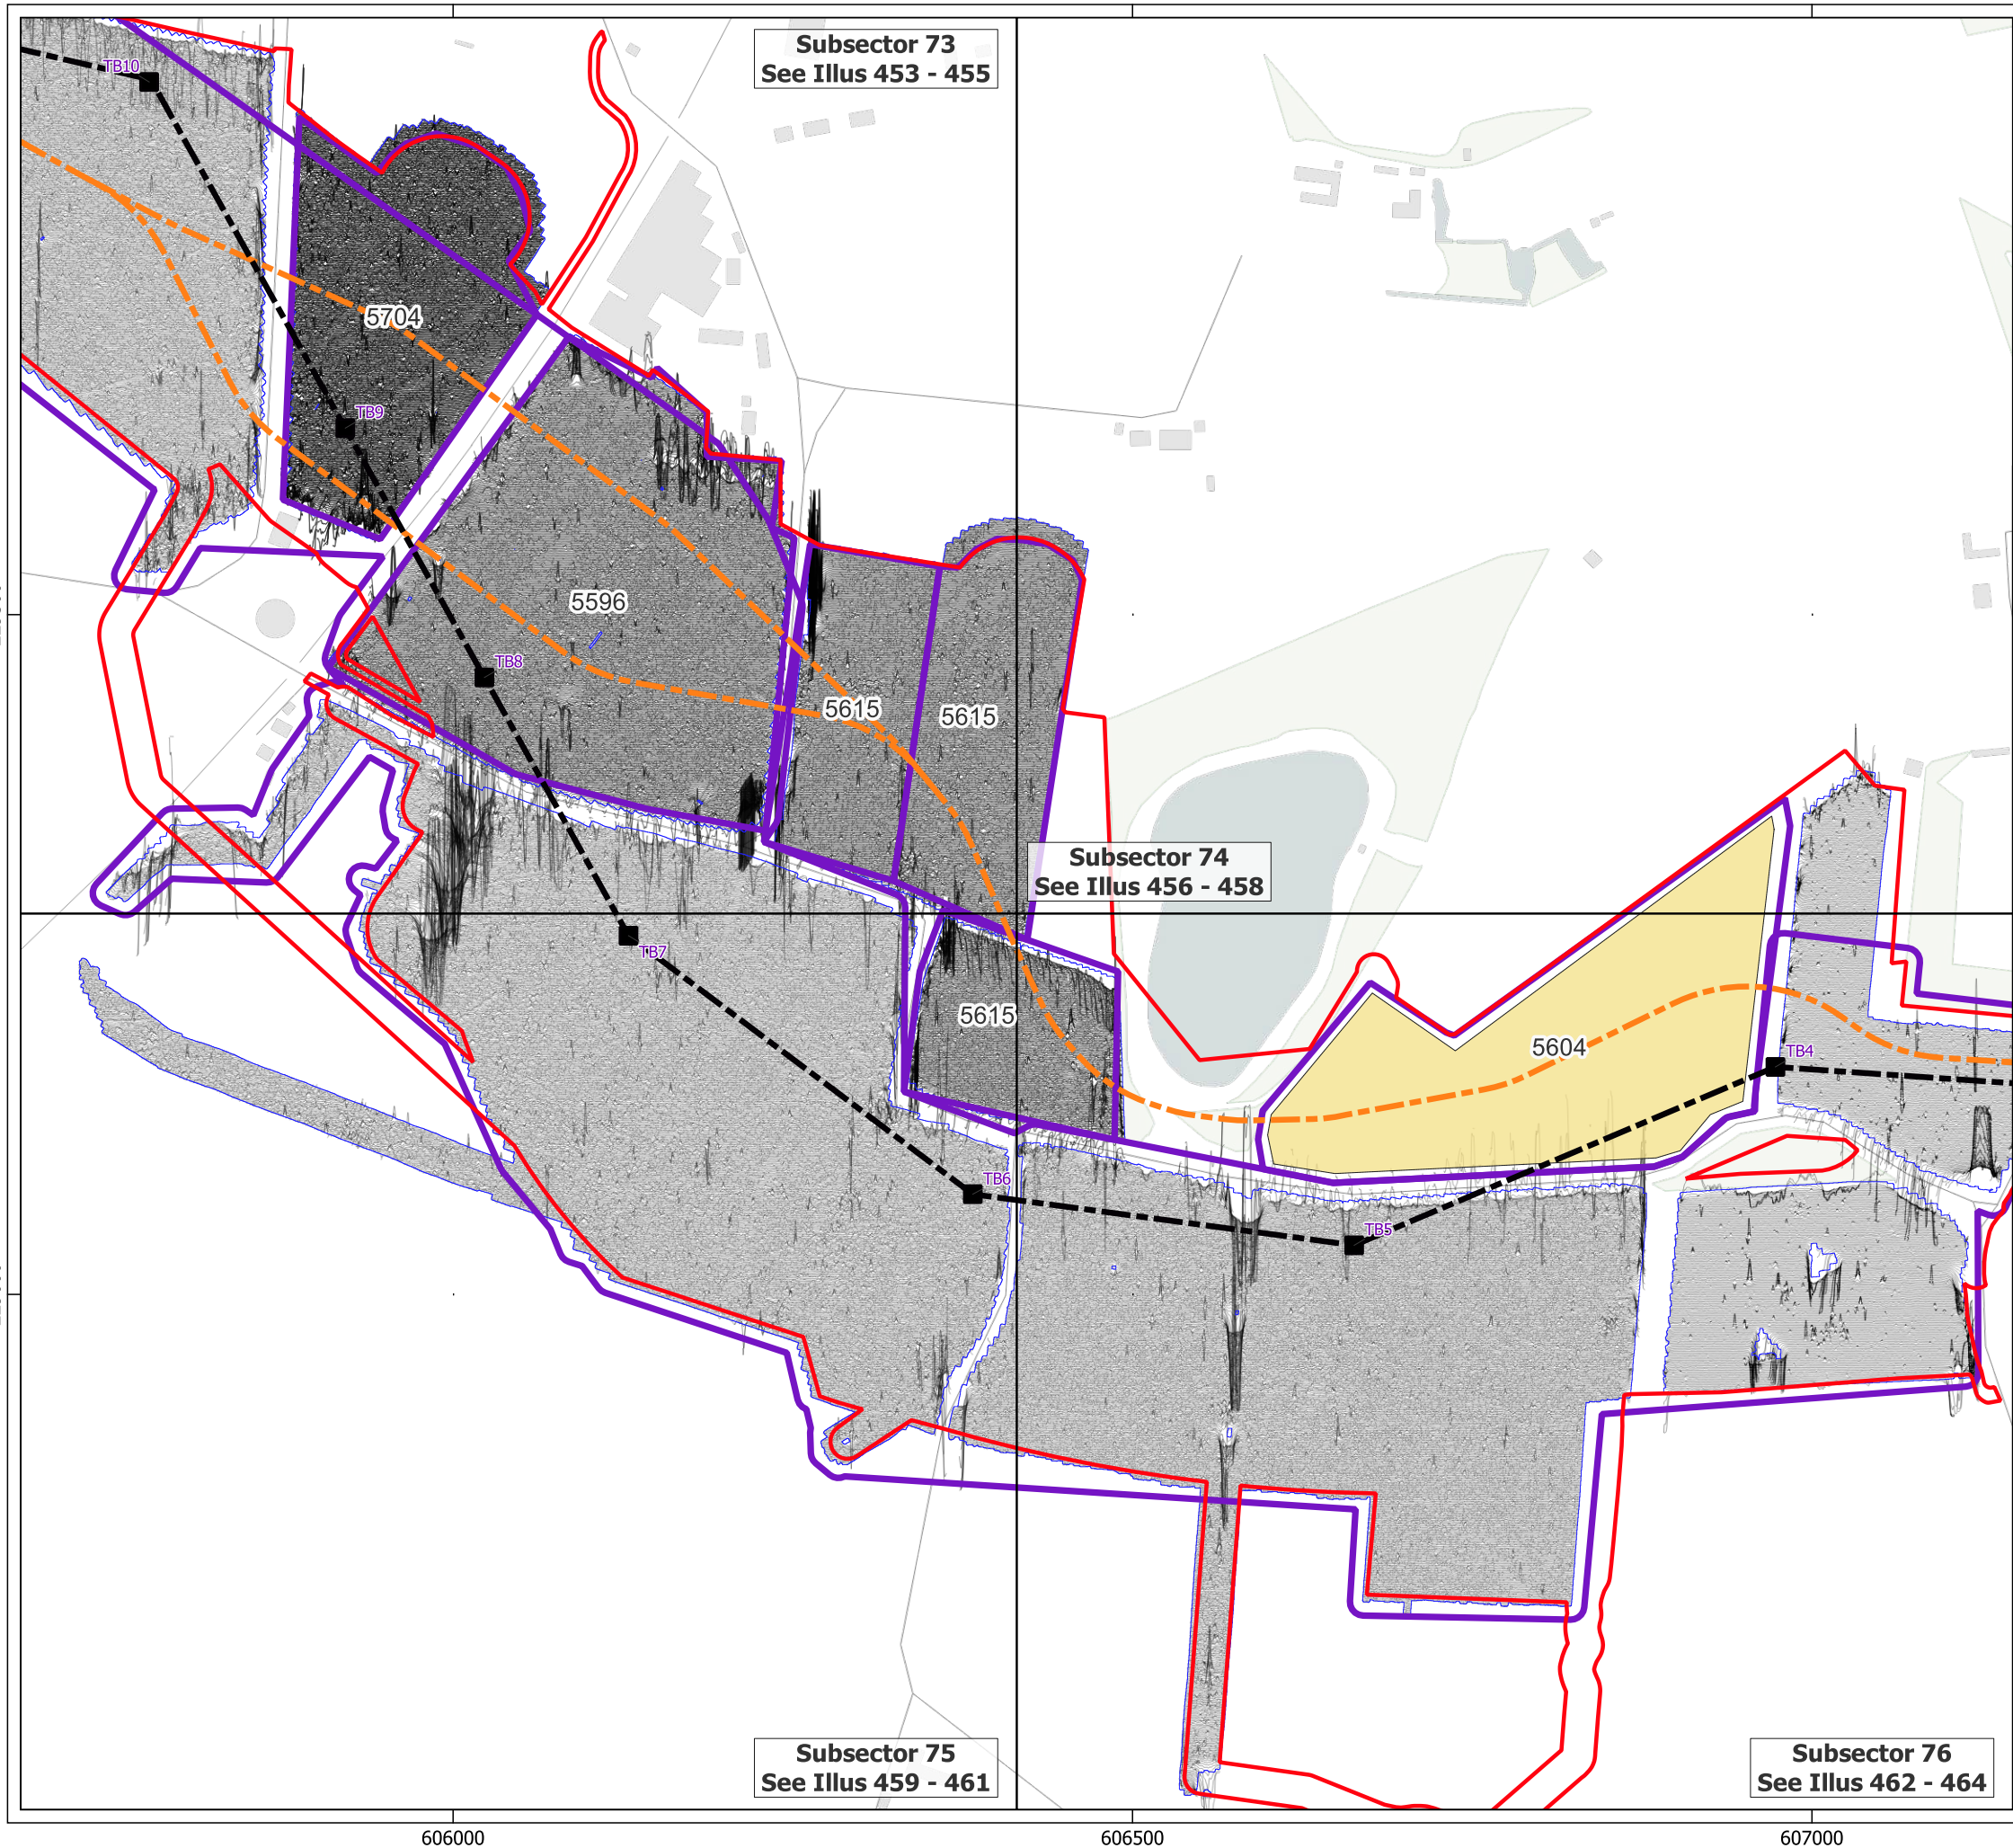 Subsector 73
See Illus 453 - 455
TB10
5704
TB9
5596
TB8
5615
5615
Subsector 74
See Illus 456 - 458
TB7
5615
5604
TB4
TB6
TB5
Subsector 75
See Illus 459 - 461
Subsector 76
See Illus 462 - 464
606000
606500
607000